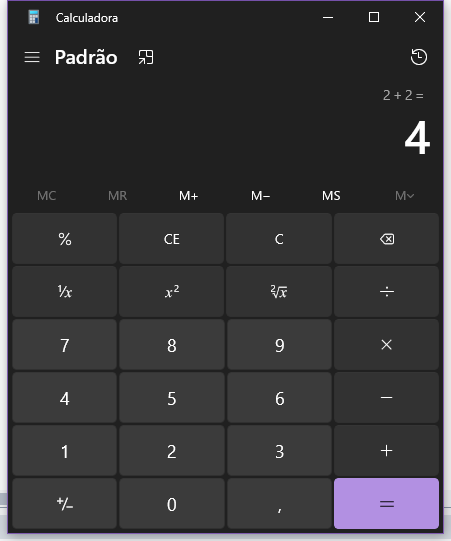 Calculadora
Padrão
2 + 2 =
4
MC MR M+ M− MS M
% CE C
¹/x x² ²√x ÷
7 8 9 ×
4 5 6 −
1 2 3 +
+/− 0 , =